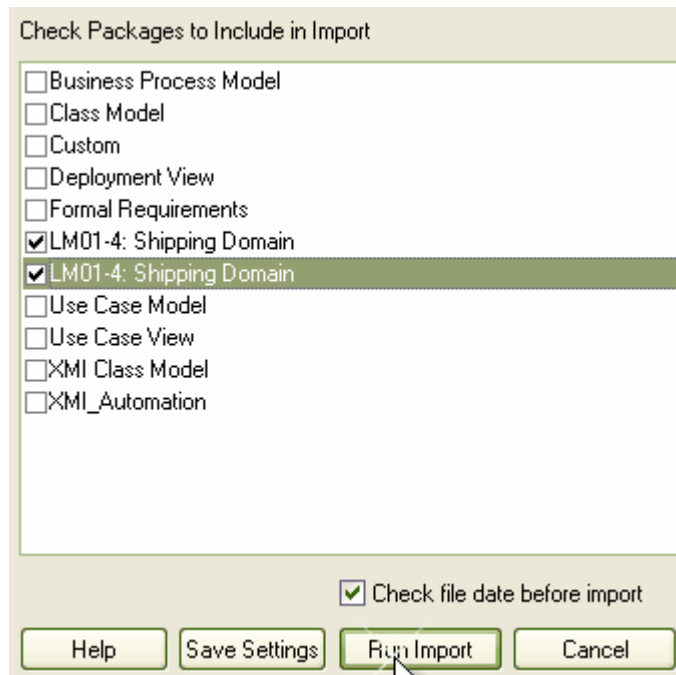 Check Packages to Include in Import
Business Process Model
Class Model
Custom
Deployment View
Formal Requirements
LM01-4: Shipping Domain
LM01-4: Shipping Domain
Use Case Model
Use Case View
XMI Class Model
XMI_Automation
Check file date before import
Help Save Settings Run Import Cancel